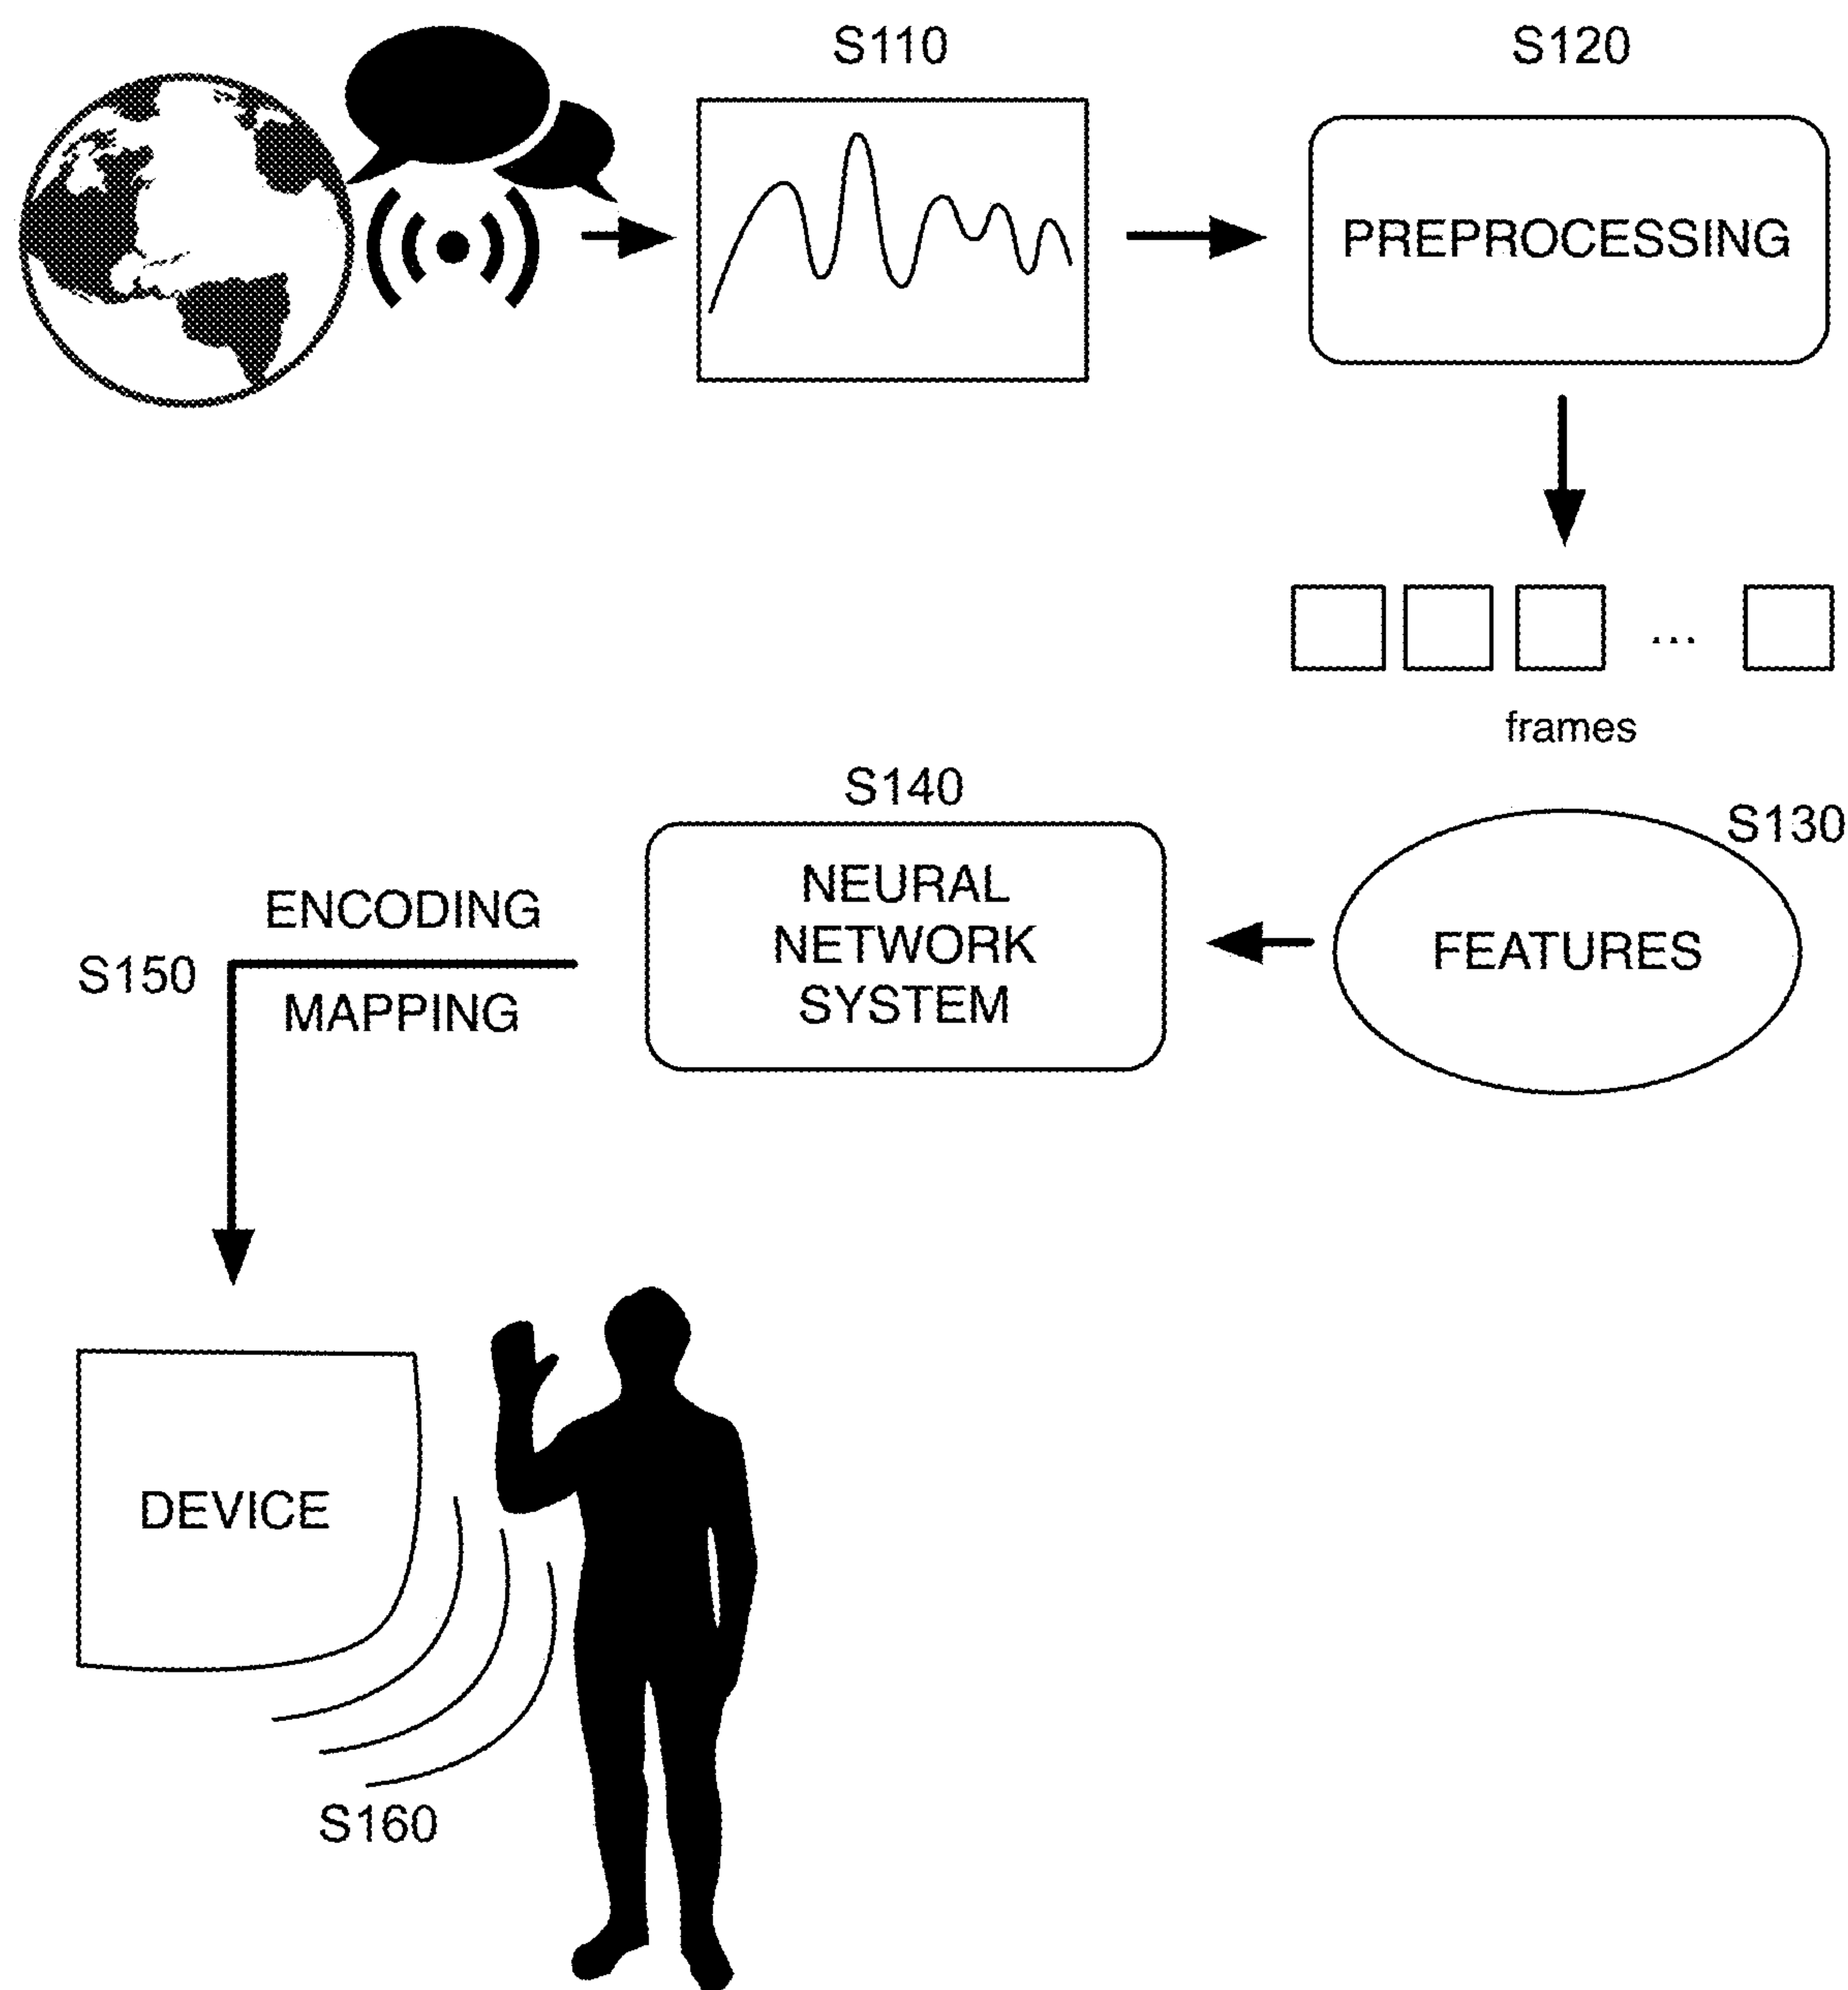 S110
S120
PREPROCESSING
...
frames
S140
S130
NEURAL
NETWORK
SYSTEM
FEATURES
ENCODING
S150
MAPPING
DEVICE
S160